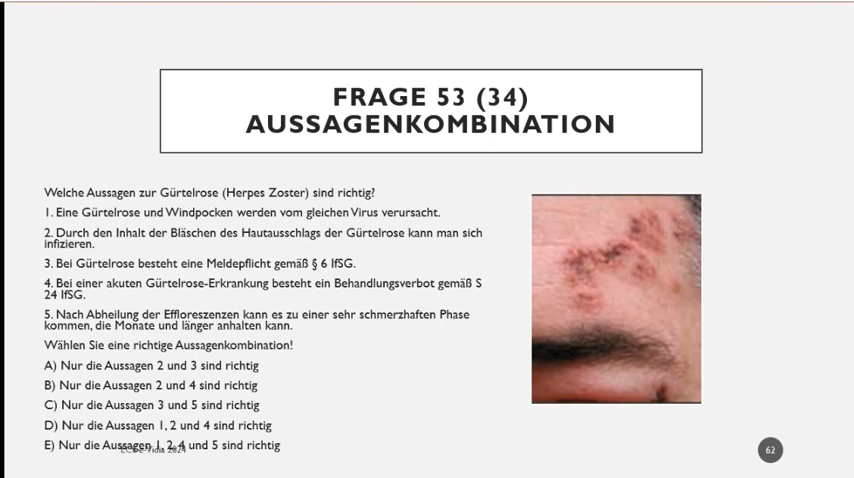 FRAGE 53 (34)
AUSSAGENKOMBINATION
Welche Aussagen zur Gürtelrose (Herpes Zoster) sind richtig?
1. Eine Gürtelrose und Windpocken werden vom gleichen Virus verursacht.
2. Durch den Inhalt der Bläschen des Hautausschlags der Gürtelrose kann man sich
infizieren.
3. Bei Gürtelrose besteht eine Meldepflicht gemäß § 6 IfSG.
4. Bei einer akuten Gürtelrose-Erkrankung besteht ein Behandlungsverbot gemäß S
24 IfSG.
5. Nach Abheilung der Effloreszenzen kann es zu einer sehr schmerzhaften Phase
kommen, die Monate und länger anhalten kann.
Wählen Sie eine richtige Aussagenkombination!
A) Nur die Aussagen 2 und 3 sind richtig
B) Nur die Aussagen 2 und 4 sind richtig
C) Nur die Aussagen 3 und 5 sind richtig
D) Nur die Aussagen 1, 2 und 4 sind richtig
E) Nur die Aussagen 1, 2, 4 und 5 sind richtig
2024
62